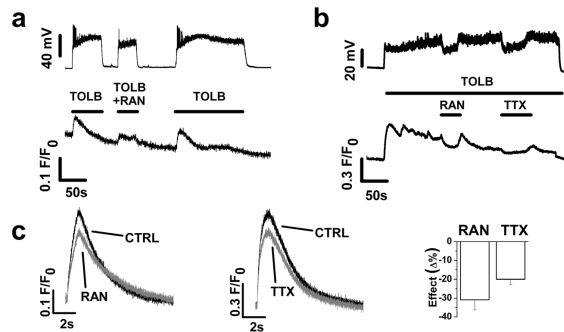 a
40 mV
TOLB
TOLB
+RAN
TOLB
0.1 F/F0
50s
b
20 mV
TOLB
RAN
TTX
0.3 F/F0
50s
c
CTRL
RAN
0.1 F/F0
2s
CTRL
TTX
0.3 F/F0
2s
RAN TTX
Effect (Δ%)
0
-10
-20
-30
-40